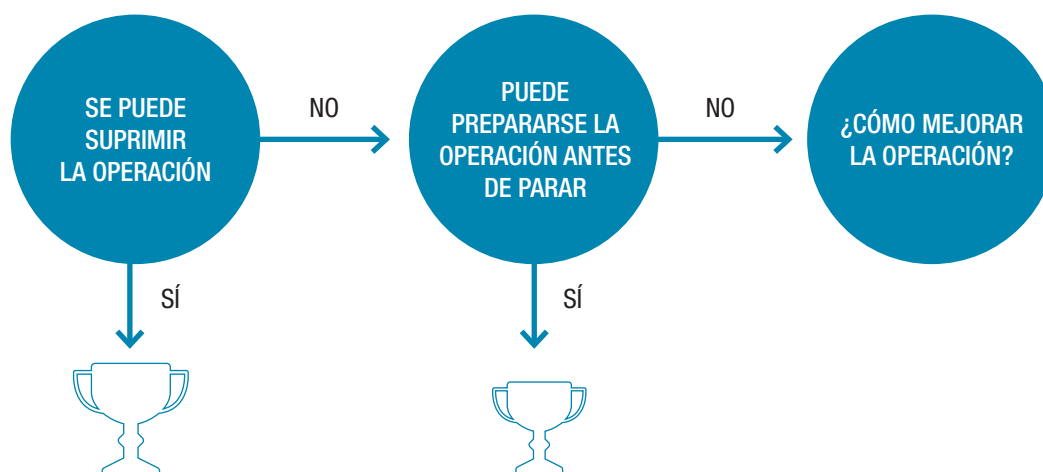 SE PUEDE
SUPRIMIR
LA OPERACIÓN
NO
PUEDE
PREPARARSE LA
OPERACIÓN ANTES
DE PARAR
NO
¿CÓMO MEJORAR
LA OPERACIÓN?
SÍ
SÍ